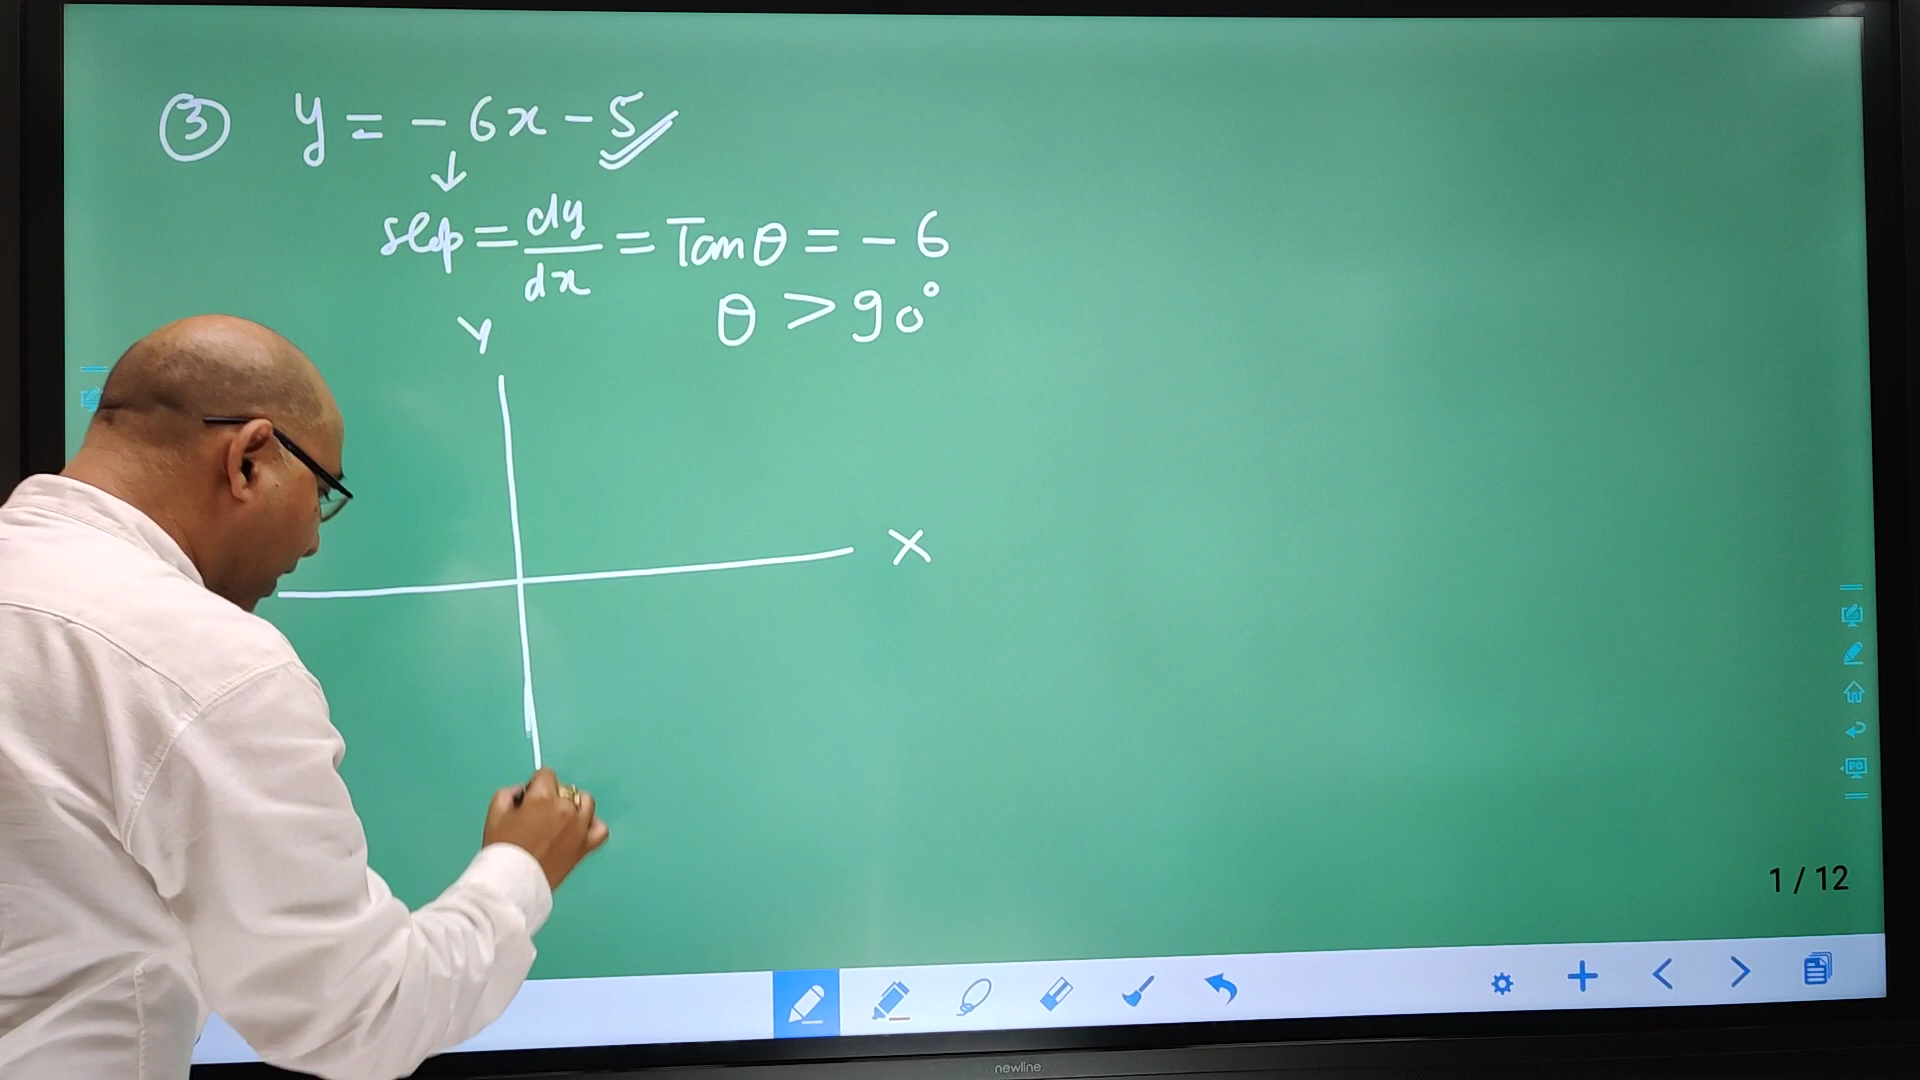 ③ y = - 6x - 5
↓
slop = dy/dx = Tanθ = - 6
θ > 90°
Y
X
1 / 12
newline